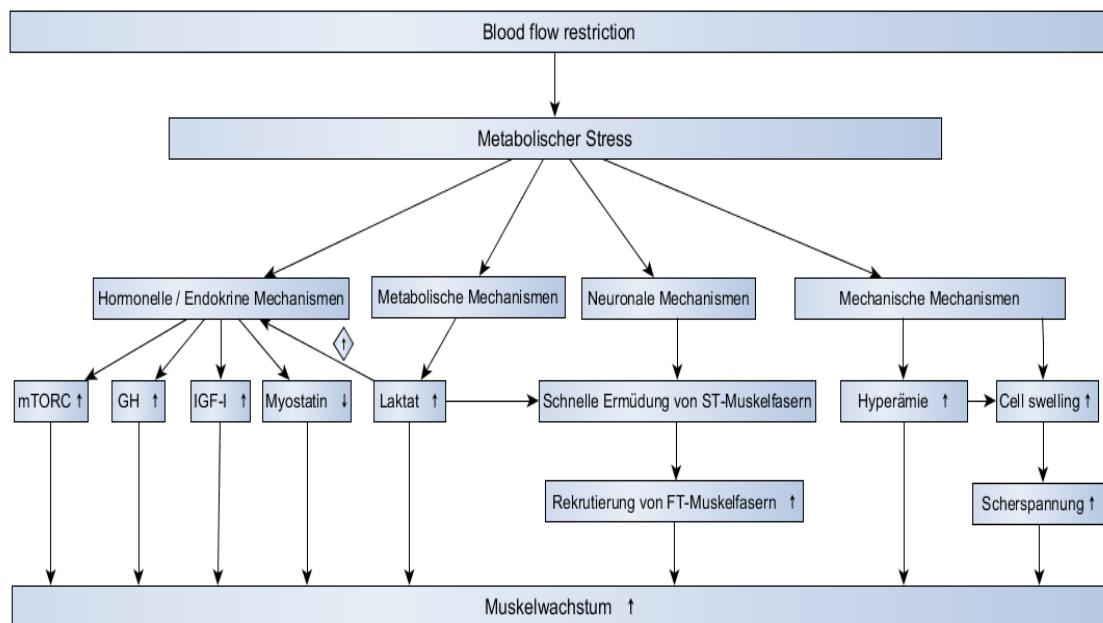 Blood flow restriction
Metabolischer Stress
Hormonelle / Endokrine Mechanismen
Metabolische Mechanismen
Neuronale Mechanismen
Mechanische Mechanismen
↑
mTORC ↑
GH ↑
IGF-I ↑
Myostatin ↓
Laktat ↑
Schnelle Ermüdung von ST-Muskelfasern
Hyperämie ↑
Cell swelling ↑
Rekrutierung von FT-Muskelfasern ↑
Scherspannung ↑
Muskelwachstum ↑